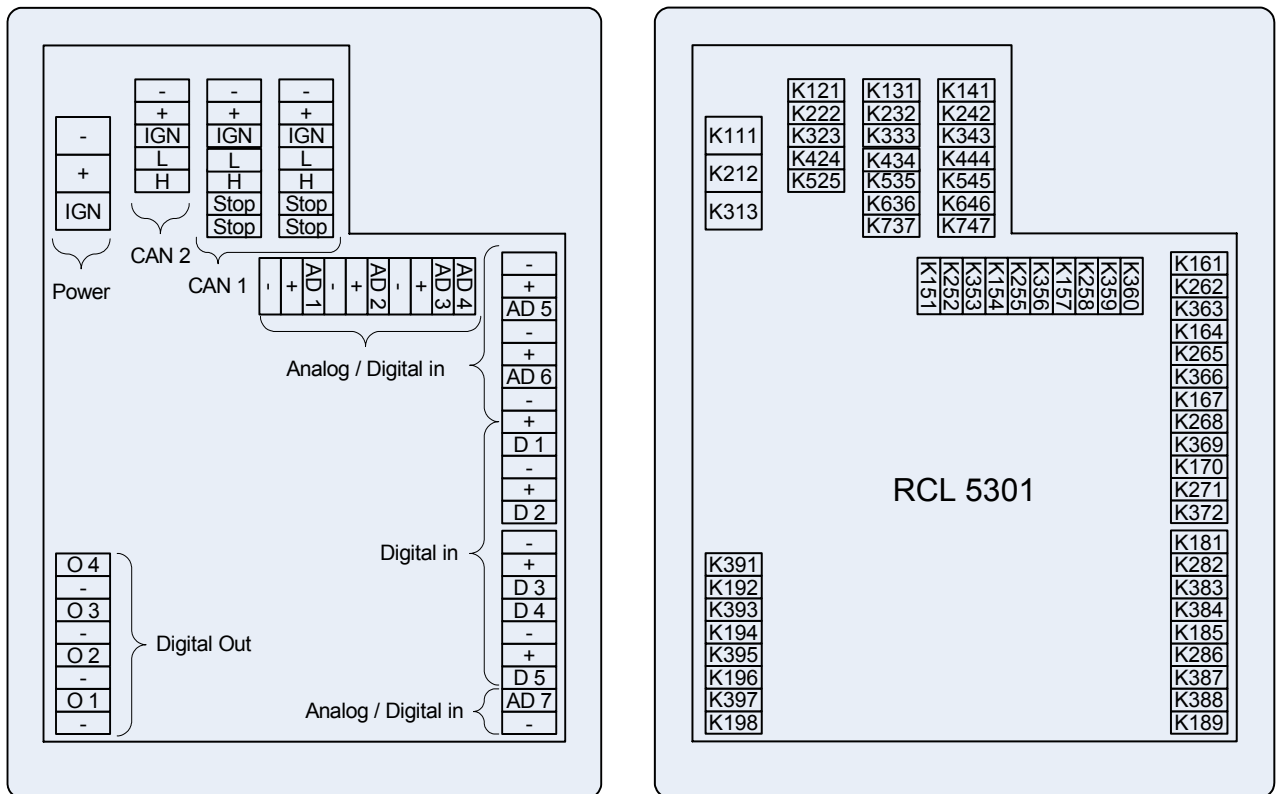 -
+
IGN
Power
-
+
IGN
L
H
CAN 2
-
+
IGN
L
H
Stop
Stop
-
+
IGN
L
H
Stop
Stop
CAN 1
-
+
AD 1
-
+
AD 2
-
+
AD 3
AD 4
Analog / Digital in
-
+
AD 5
-
+
AD 6
-
+
D 1
-
+
D 2
Digital in
-
+
D 3
D 4
-
+
D 5
AD 7
-
Analog / Digital in
O 4
-
O 3
-
O 2
-
O 1
-
Digital Out
K111
K212
K313
K121
K222
K323
K424
K525
K131
K232
K333
K434
K535
K636
K737
K141
K242
K343
K444
K545
K646
K747
K151
K252
K353
K154
K255
K356
K157
K258
K359
K360
K161
K262
K363
K164
K265
K366
K167
K268
K369
K170
K271
K372
K181
K282
K383
K384
K185
K286
K387
K388
K189
RCL 5301
K391
K192
K393
K194
K395
K196
K397
K198